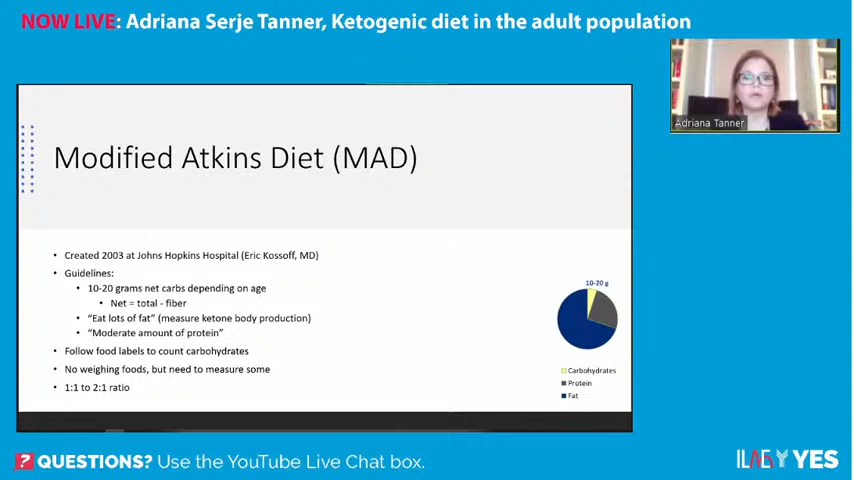 NOW LIVE: Adriana Serje Tanner, Ketogenic diet in the adult population
Adriana Tanner
Modified Atkins Diet (MAD)
• Created 2003 at Johns Hopkins Hospital (Eric Kossoff, MD)
• Guidelines:
• 10-20 grams net carbs depending on age
• Net = total - fiber
• “Eat lots of fat” (measure ketone body production)
• “Moderate amount of protein”
• Follow food labels to count carbohydrates
• No weighing foods, but need to measure some
• 1:1 to 2:1 ratio
10-20 g
Carbohydrates
Protein
Fat
? QUESTIONS? Use the YouTube Live Chat box.
ILAE YES